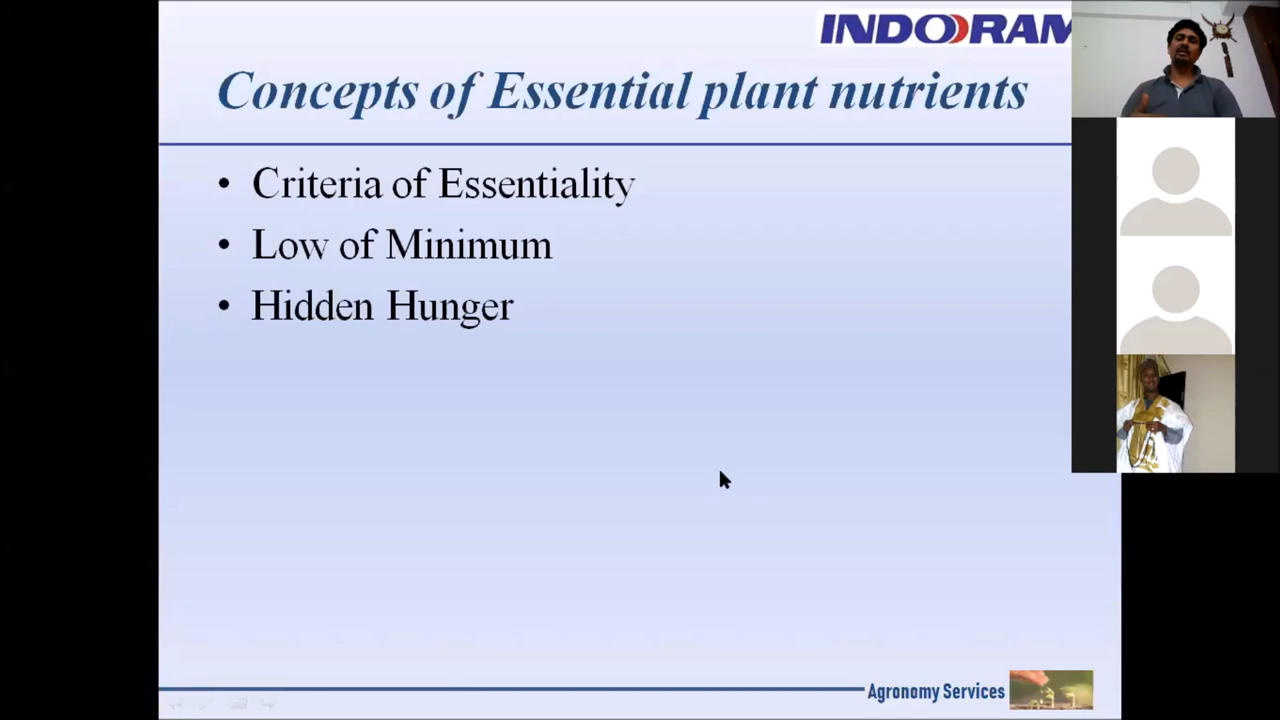 INDORAM
Concepts of Essential plant nutrients
• Criteria of Essentiality
• Low of Minimum
• Hidden Hunger
Agronomy Services